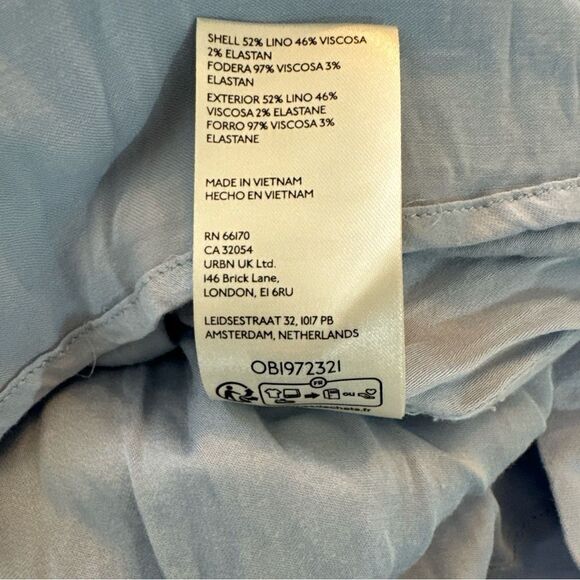 SHELL 52% LINO 46% VISCOSA
2% ELASTAN
FODERA 97% VISCOSA 3%
ELASTAN
EXTERIOR 52% LINO 46%
VISCOSA 2% ELASTANE
FORRO 97% VISCOSA 3%
ELASTANE
MADE IN VIETNAM
HECHO EN VIETNAM
RN 66170
CA 32054
URBN UK Ltd.
146 Brick Lane,
LONDON, E1 6RU
LEIDSESTRAAT 32, 1017 PB
AMSTERDAM, NETHERLANDS
OB1972321
FR
OU